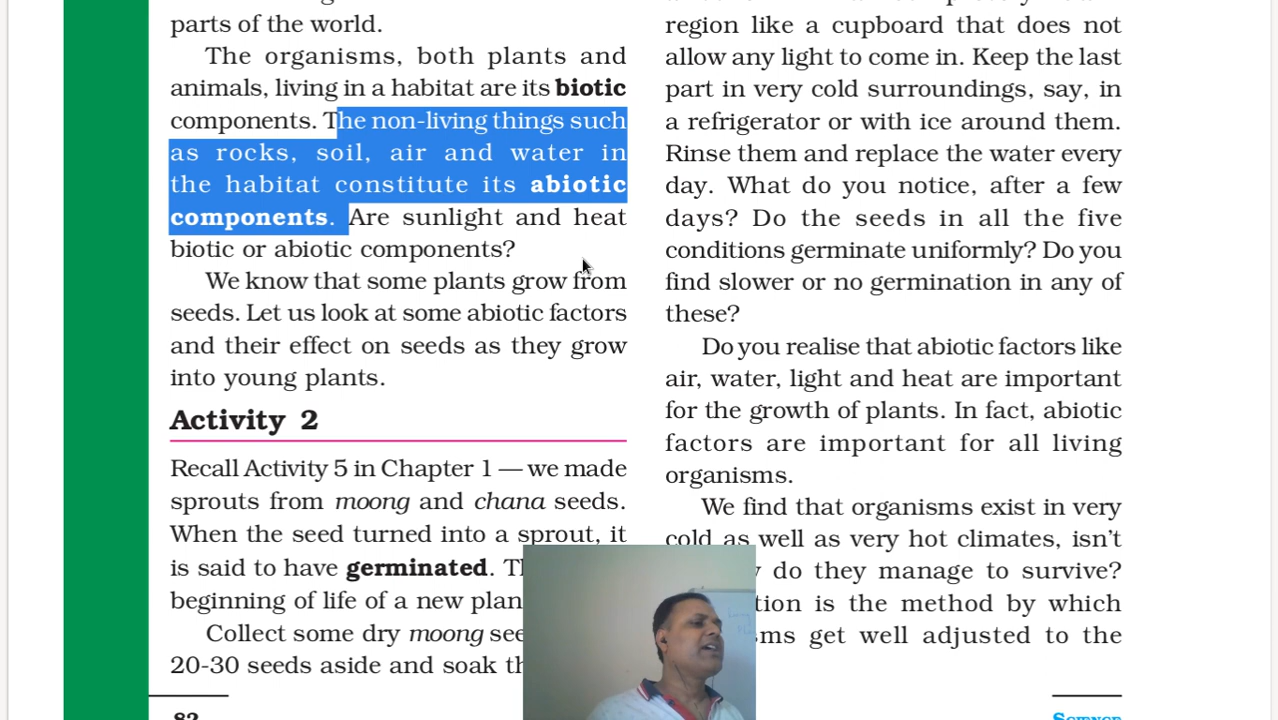 parts of the world.
The organisms, both plants and
animals, living in a habitat are its biotic
components. The non-living things such
as rocks, soil, air and water in
the habitat constitute its abiotic
components. Are sunlight and heat
biotic or abiotic components?
We know that some plants grow from
seeds. Let us look at some abiotic factors
and their effect on seeds as they grow
into young plants.
Activity 2
Recall Activity 5 in Chapter 1 — we made
sprouts from moong and chana seeds.
When the seed turned into a sprout, it
is said to have germinated.
beginning of life of a new
Collect some dry moong
20-30 seeds aside and soak
82
region like a cupboard that does not
allow any light to come in. Keep the last
part in very cold surroundings, say, in
a refrigerator or with ice around them.
Rinse them and replace the water every
day. What do you notice, after a few
days? Do the seeds in all the five
conditions germinate uniformly? Do you
find slower or no germination in any of
these?
Do you realise that abiotic factors like
air, water, light and heat are important
for the growth of plants. In fact, abiotic
factors are important for all living
organisms.
We find that organisms exist in very
cold as well as very hot climates, isn't
do they manage to survive?
is the method by which
get well adjusted to the
SCIENCE